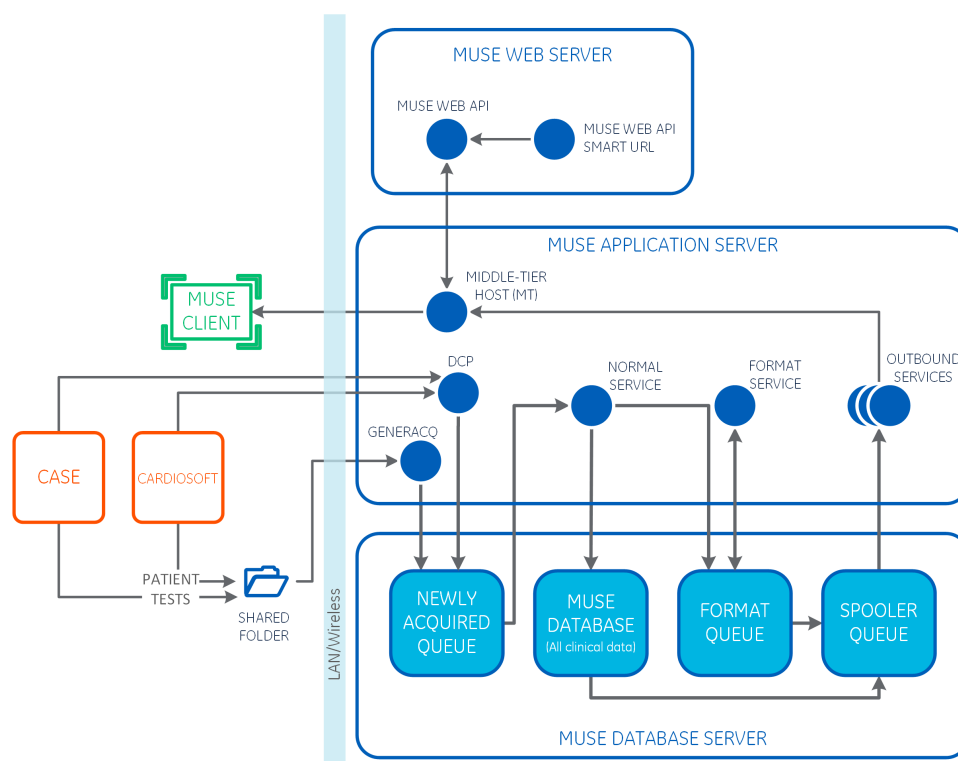 MUSE WEB SERVER
MUSE WEB API
MUSE WEB API
SMART URL
MUSE APPLICATION SERVER
MIDDLE-TIER
HOST (MT)
MUSE
CLIENT
DCP
NORMAL
SERVICE
FORMAT
SERVICE
OUTBOUND
SERVICES
GENERACQ
CASE
CARDIOSOFT
PATIENT
TESTS
SHARED
FOLDER
LAN/Wireless
NEWLY
ACQUIRED
QUEUE
MUSE
DATABASE
(All clinical data)
FORMAT
QUEUE
SPOOLER
QUEUE
MUSE DATABASE SERVER